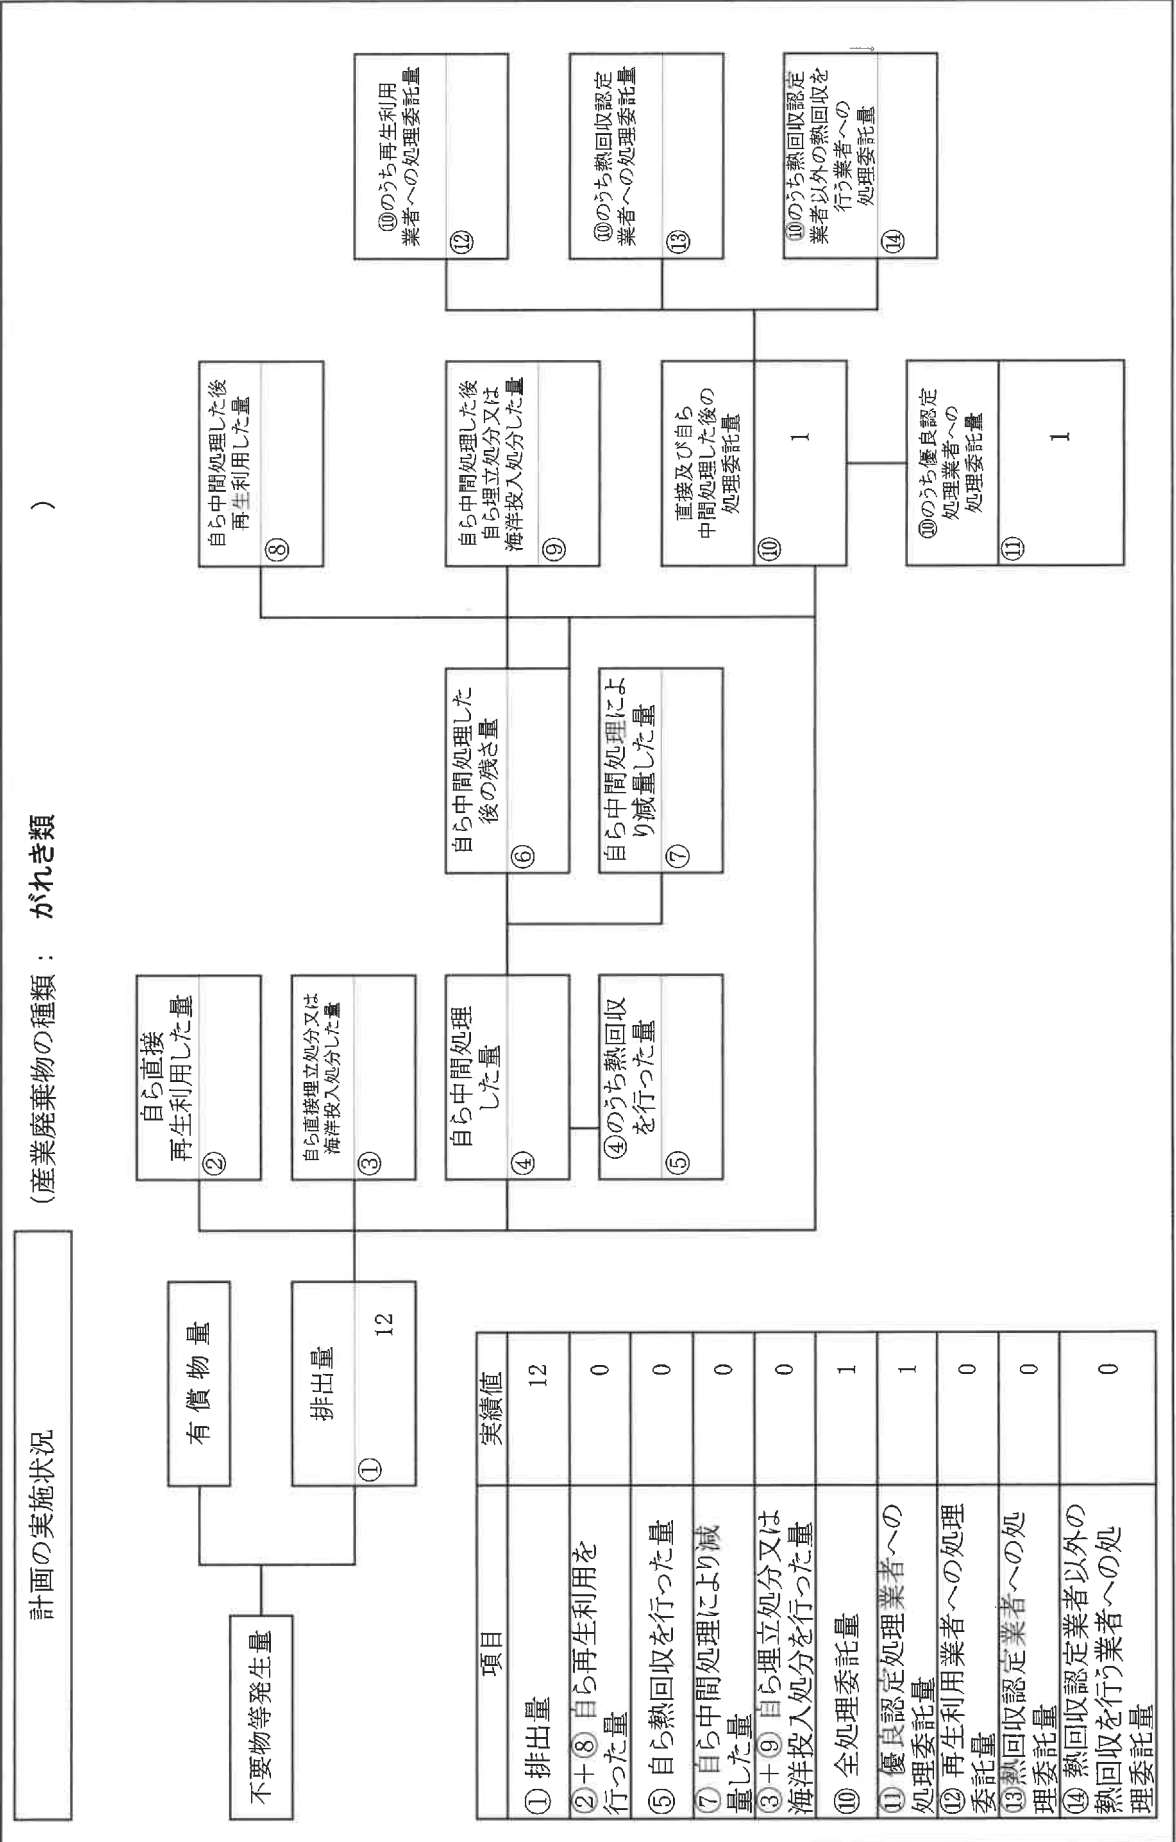 計画の実施状況
(産業廃棄物の種類： がれき類 )
不要物等発生量
有償物量
排出量
①
12
自ら直接
再生利用した量
②
自ら直接埋立処分又は
海洋投入処分した量
③
自ら中間処理
した量
④
④のうち熱回収
を行った量
⑤
自ら中間処理した
後の残さ量
⑥
自ら中間処理によ
り減量した量
⑦
自ら中間処理した後
再生利用した量
⑧
自ら中間処理した後
自ら埋立処分又は
海洋投入処分した量
⑨
直接及び自ら
中間処理した後の
処理委託量
⑩
1
⑩のうち優良認定
処理業者への
処理委託量
⑪
1
⑩のうち再生利用
業者への処理委託量
⑫
⑩のうち熱回収認定
業者への処理委託量
⑬
⑩のうち熱回収認定
業者以外の熱回収を
行う業者への
処理委託量
⑭
項目 実績値
①排出量 12
②＋⑧ 自ら再生利用を
行った量 0
⑤ 自ら熱回収を行った量 0
⑦ 自ら中間処理により減
量した量 0
③＋⑨ 自ら埋立処分又は
海洋投入処分を行った量 0
⑩ 全処理委託量 1
⑪ 優良認定処理業者への
処理委託量 1
⑫ 再生利用業者への処理
委託量 0
⑬熱回収認定業者への処
理委託量 0
⑭ 熱回収認定業者以外の
熱回収を行う業者への処
理委託量 0